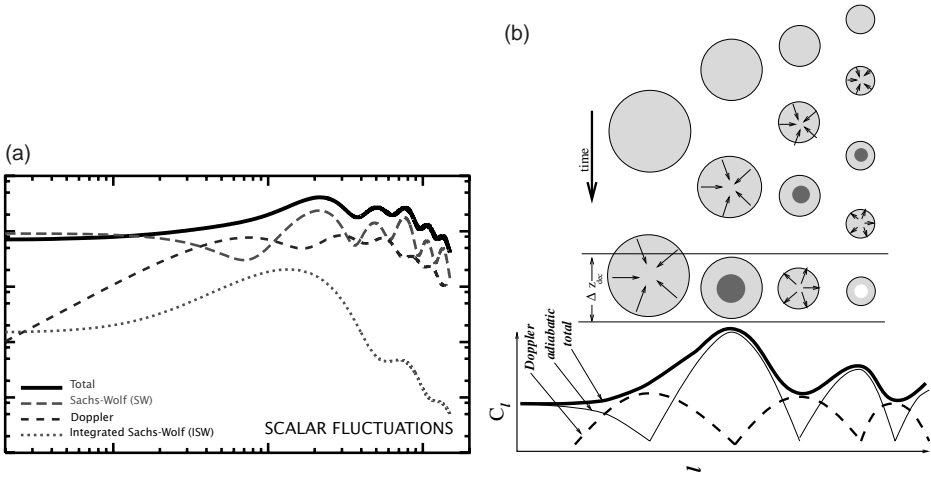 (a)
Total
Sachs-Wolf (SW)
Doppler
Integrated Sachs-Wolf (ISW)
SCALAR FLUCTUATIONS
(b)
time
Δ z dec
Doppler
adiabatic
total
C l
l